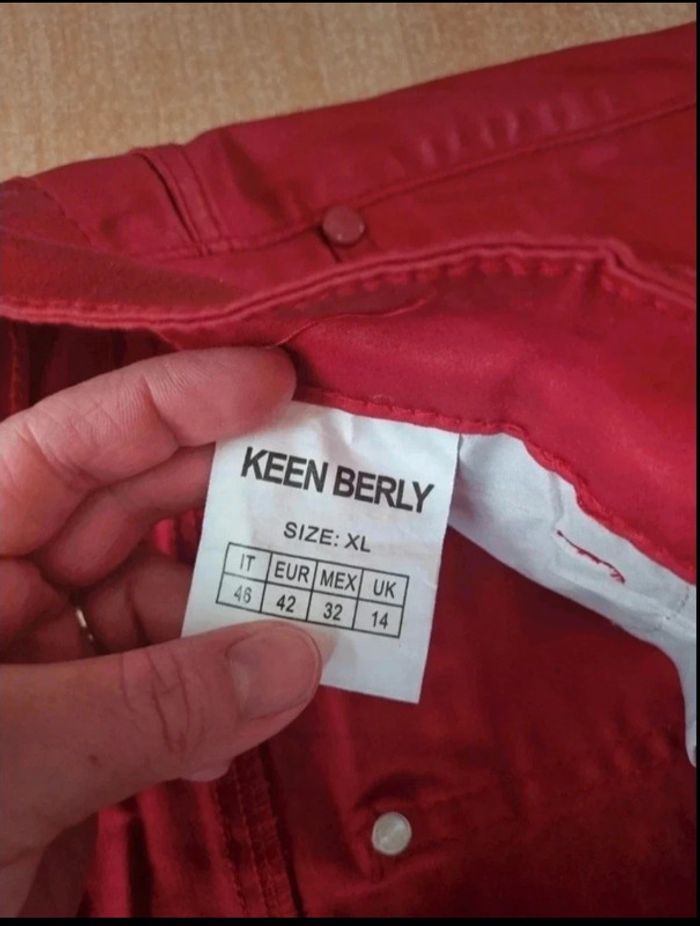 KEEN BERLY
SIZE: XL
IT EUR MEX UK
46 42 32 14